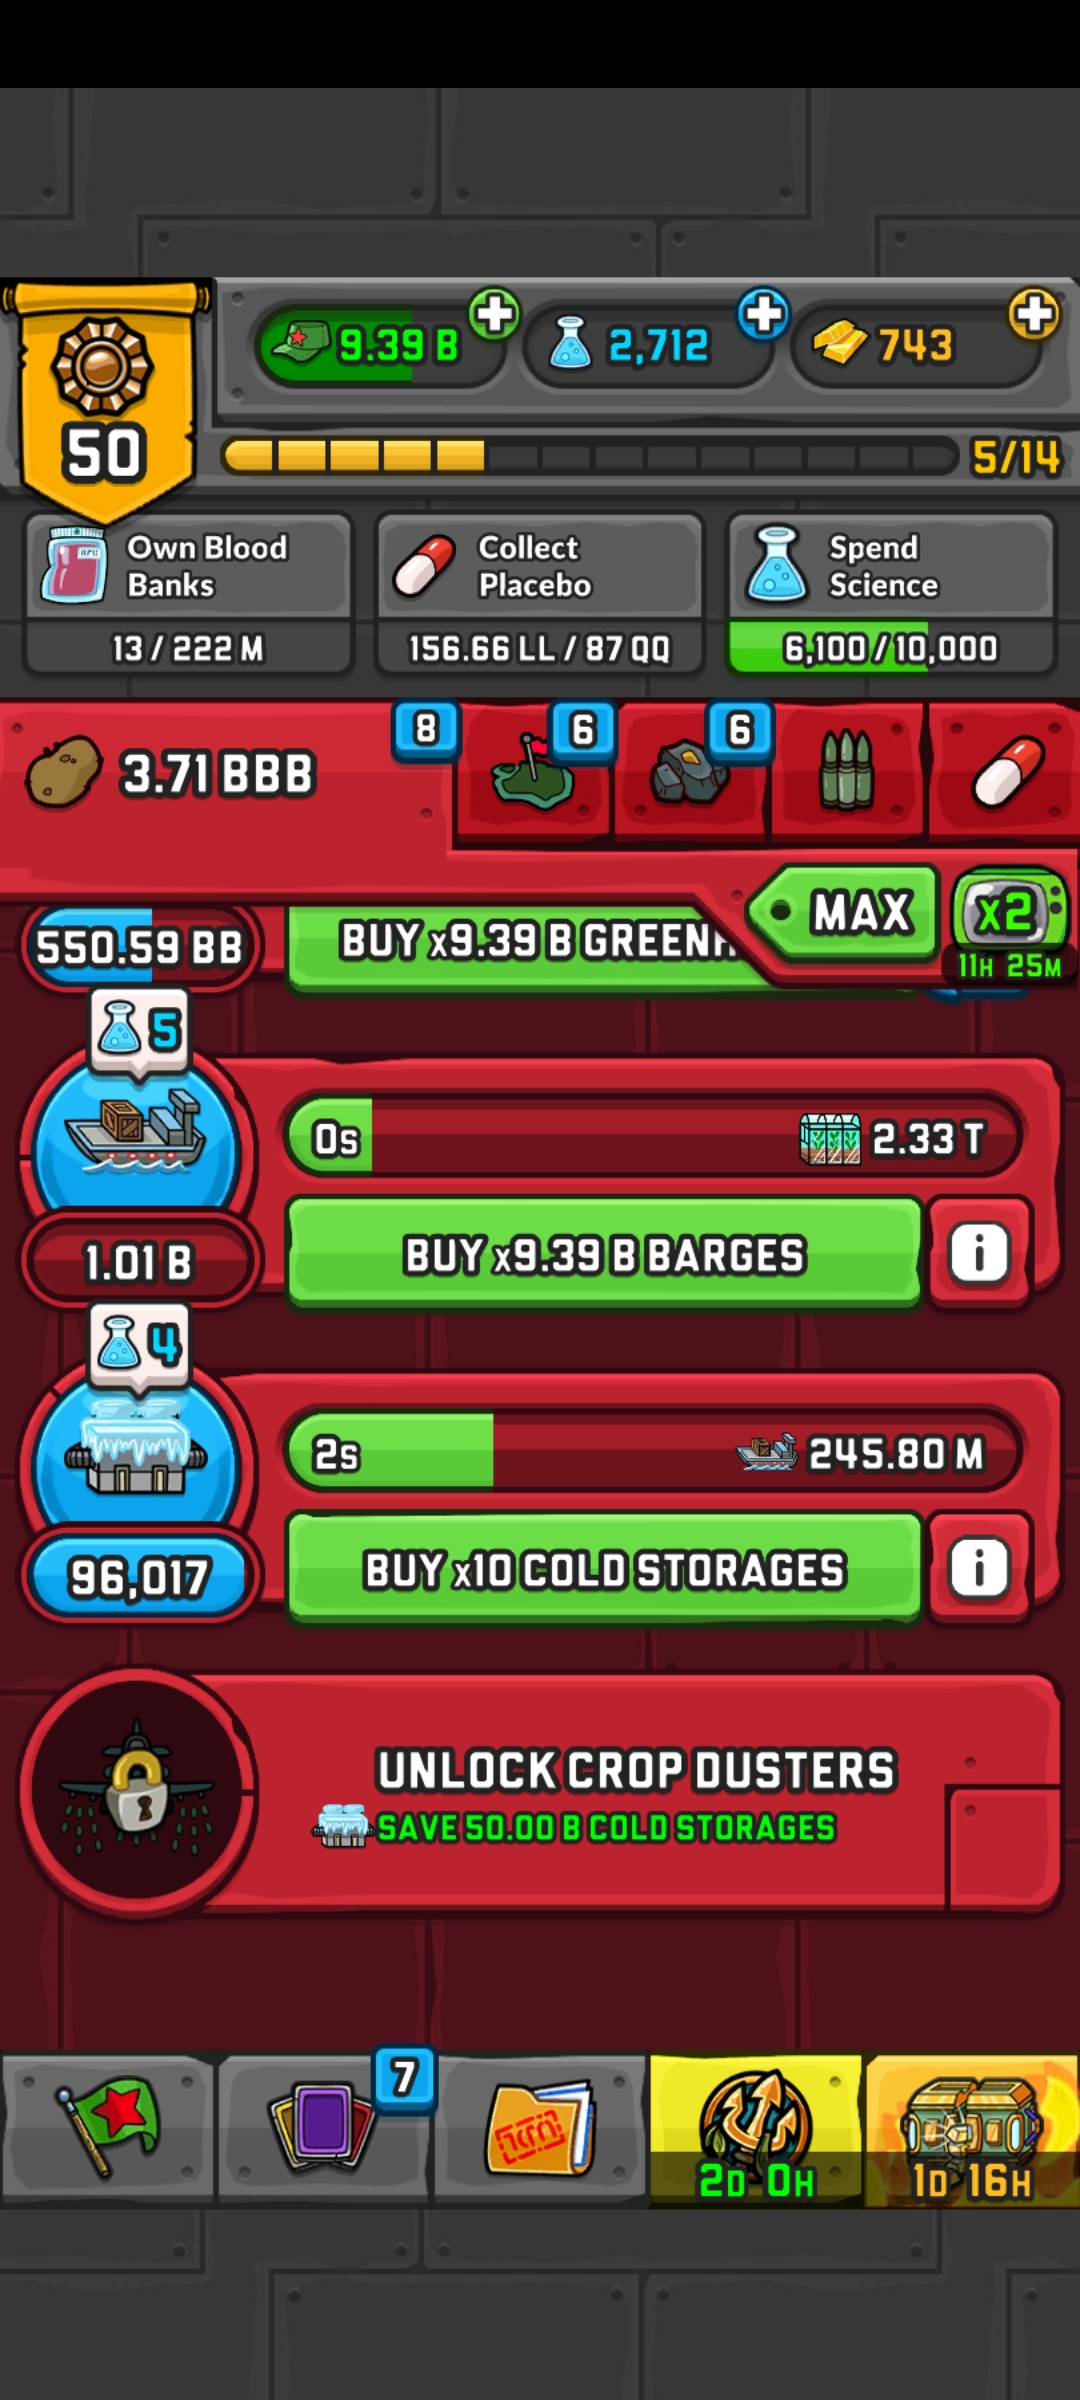 9.39 B
2,712
743
50
5/14
Own Blood
Banks
13 / 222 M
Collect
Placebo
156.66 LL / 87 QQ
Spend
Science
6,100 / 10,000
3.71 BBB
8
6
6
MAX
x2
11H 25M
550.59 BB
BUY x9.39 B
5
0s
2.33 T
1.01 B
BUY x9.39 B BARGES
i
4
2s
245.80 M
96,017
BUY x10 COLD STORAGES
i
UNLOCK CROP DUSTERS
SAVE 50.00 B COLD STORAGES
7
2D 0H
1D 16H